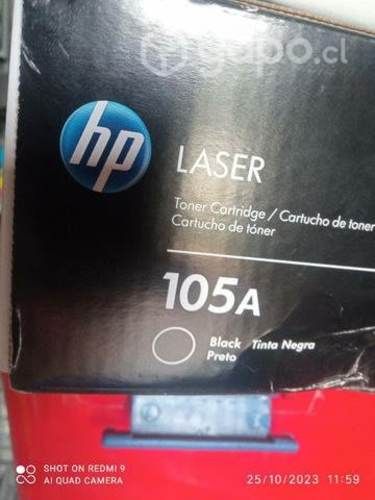 yapo.cl
hp
LASER
Toner Cartridge / Cartucho de toner
Cartucho de tóner
105A
Black Tinta Negra
Preto
SHOT ON REDMI 9
AI QUAD CAMERA
25/10/2023 11:59